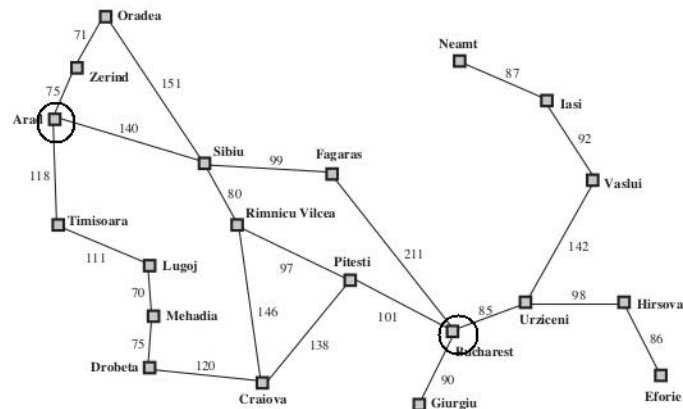 Oradea
71
Neamt
Zerind
87
75
151
Iasi
Arad
140
92
Sibiu
99
Fagaras
118
80
Vaslui
Timisoara
Rimnicu Vilcea
111
211
142
Lugoj
97
Pitesti
70
98
Hirsova
146
101
85
Mehadia
Urziceni
75
138
86
Bucharest
120
Drobeta
90
Craiova
Eforie
Giurgiu